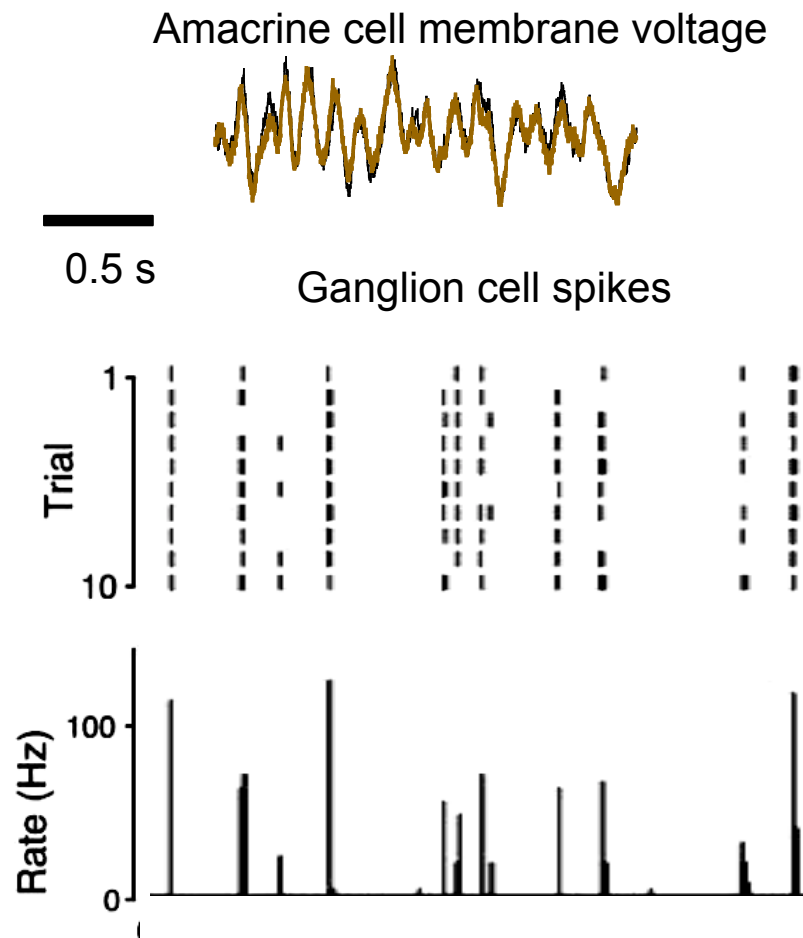 Amacrine cell membrane voltage
0.5 s
Ganglion cell spikes
1
Trial
10
100
Rate (Hz)
0